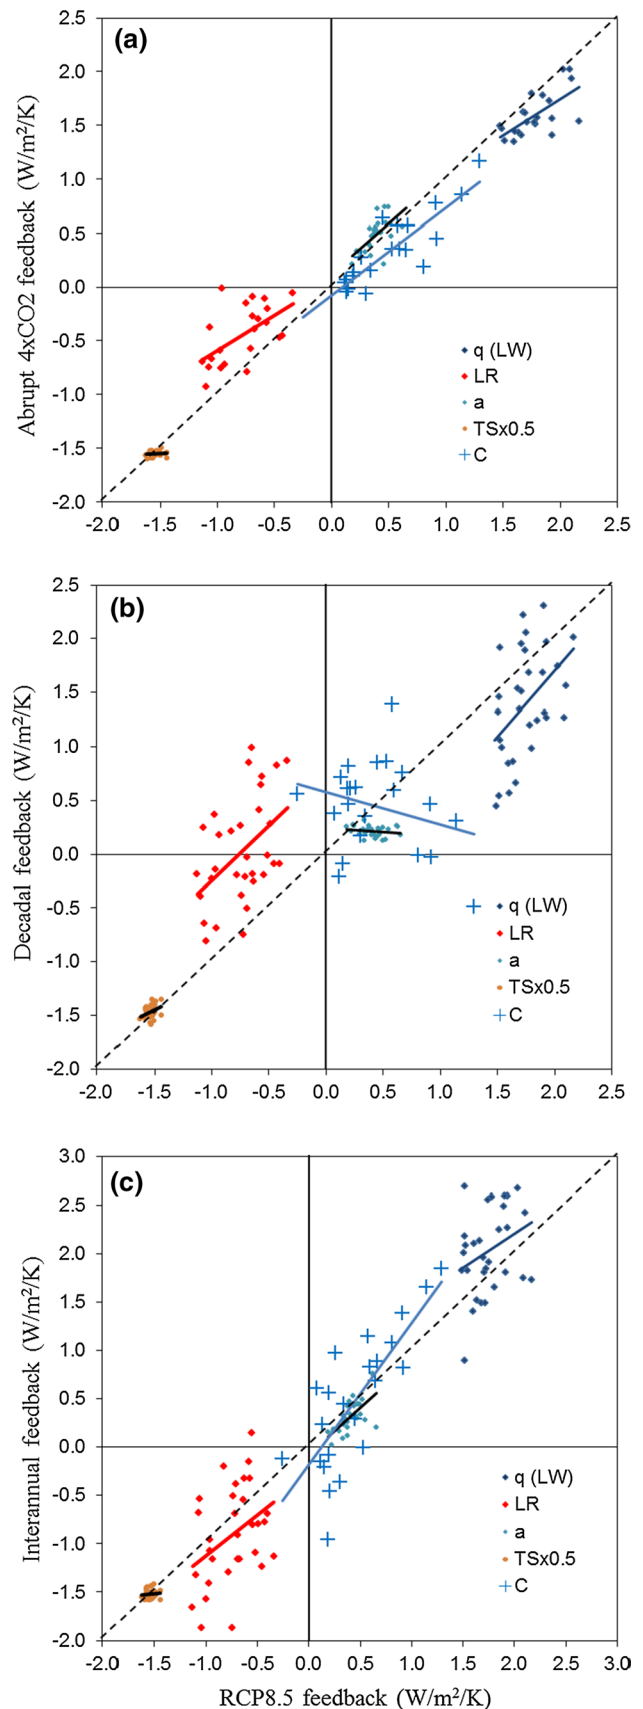 (a)
Abrupt 4xCO2 feedback (W/m²/K)
2.5
2.0
1.5
1.0
0.5
0.0
-0.5
-1.0
-1.5
-2.0
q (LW)
LR
a
TSx0.5
C
-2.0 -1.5 -1.0 -0.5 0.0 0.5 1.0 1.5 2.0 2.5
(b)
Decadal feedback (W/m²/K)
2.5
2.0
1.5
1.0
0.5
0.0
-0.5
-1.0
-1.5
-2.0
q (LW)
LR
a
TSx0.5
C
-2.0 -1.5 -1.0 -0.5 0.0 0.5 1.0 1.5 2.0 2.5
(c)
Interannual feedback (W/m²/K)
3.0
2.5
2.0
1.5
1.0
0.5
0.0
-0.5
-1.0
-1.5
-2.0
q (LW)
LR
a
TSx0.5
C
-2.0 -1.5 -1.0 -0.5 0.0 0.5 1.0 1.5 2.0 2.5 3.0
RCP8.5 feedback (W/m²/K)